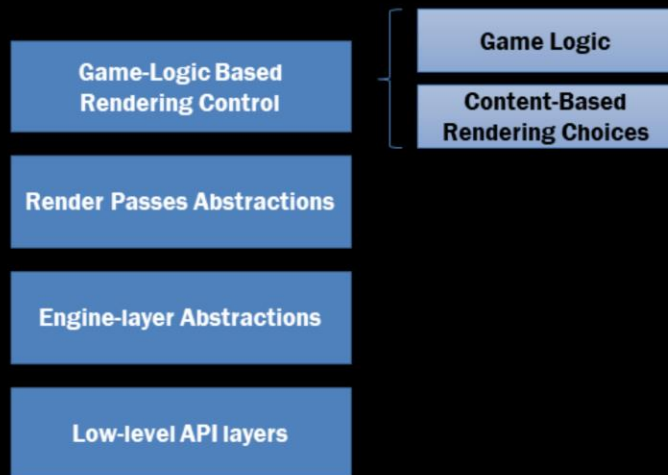 Game-Logic Based
Rendering Control
Game Logic
Content-Based
Rendering Choices
Render Passes Abstractions
Engine-layer Abstractions
Low-level API layers